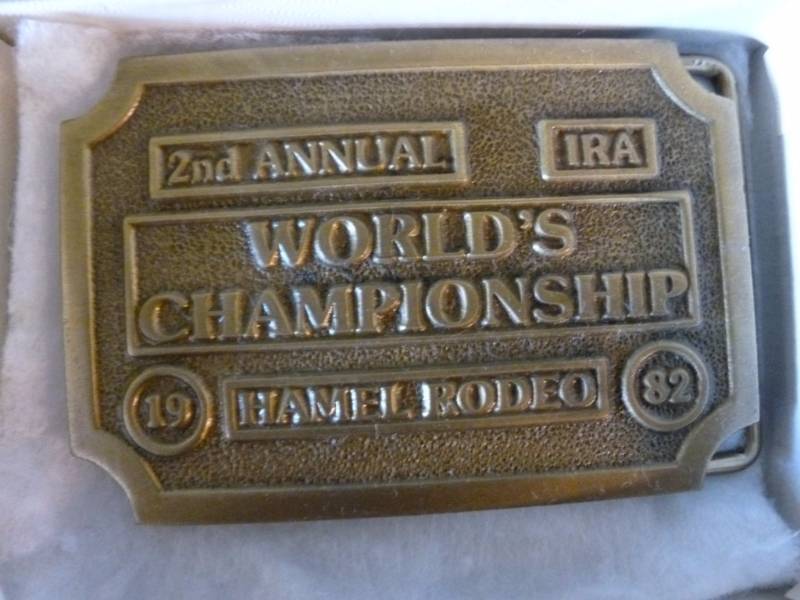 2nd ANNUAL IRA
WORLD'S
CHAMPIONSHIP
19 HAMEL RODEO 82